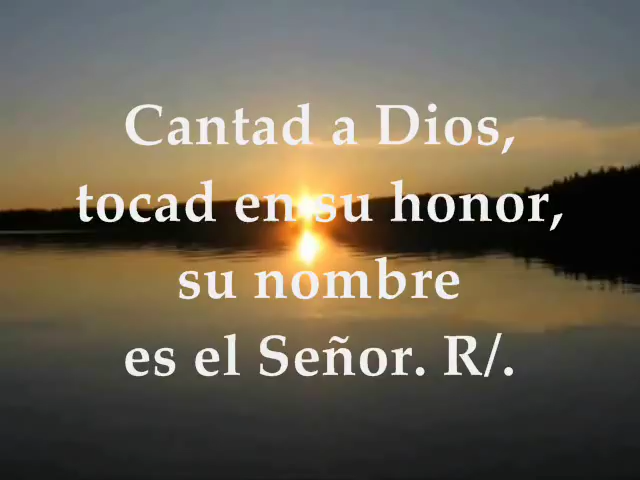 Cantad a Dios,
tocad en su honor,
su nombre
es el Señor. R/.